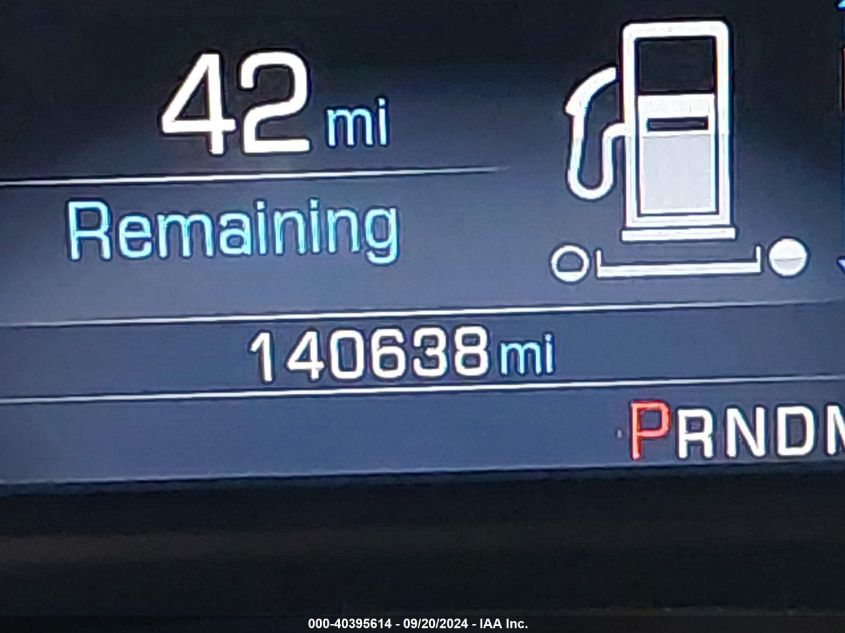 42 mi
Remaining
140638 mi
PRNDM
000-40395614 - 09/20/2024 - IAA Inc.